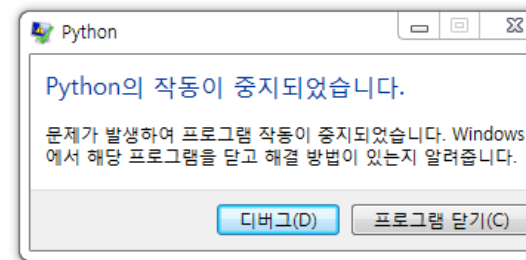 Python
Python의 작동이 중지되었습니다.
문제가 발생하여 프로그램 작동이 중지되었습니다. Windows
에서 해당 프로그램을 닫고 해결 방법이 있는지 알려줍니다.
디버그(D) 프로그램 닫기(C)